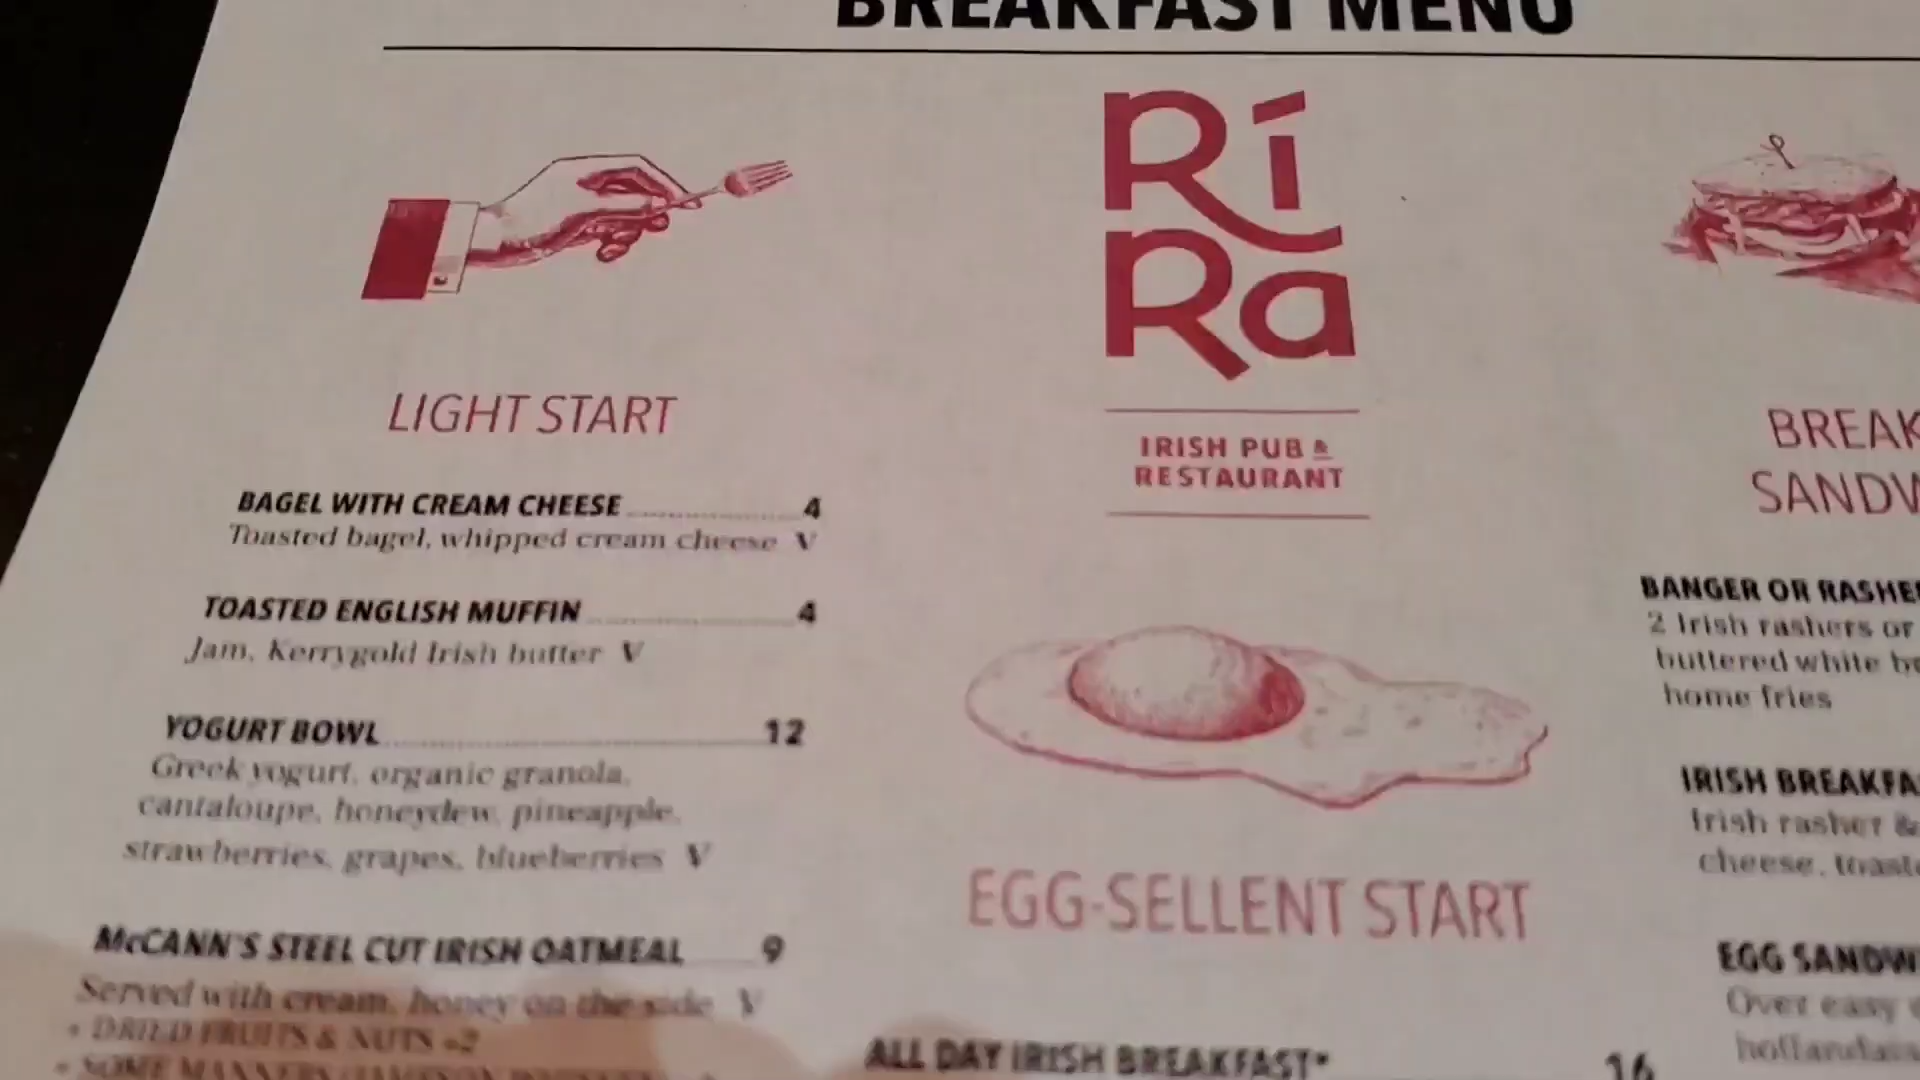 BREAKFAST MENU
LIGHT START
BAGEL WITH CREAM CHEESE 4
Toasted bagel, whipped cream cheese V
TOASTED ENGLISH MUFFIN 4
Jam, Kerrygold Irish butter V
YOGURT BOWL 12
Greek yogurt, organic granola,
cantaloupe, honeydew, pineapple,
strawberries, grapes, blueberries V
McCANN'S STEEL CUT IRISH OATMEAL 9
Served with cream, honey on the side V
• DRIED FRUITS & NUTS +2
Rí
Ra
IRISH PUB &
RESTAURANT
EGG-SELLENT START
ALL DAY IRISH BREAKFAST* 16
BREAK
SANDW
BANGER OR RASHE
2 Irish rashers or
buttered white
home fries
IRISH BREAKFA
Irish rasher &
cheese, toast
EGG SANDW
Over easy